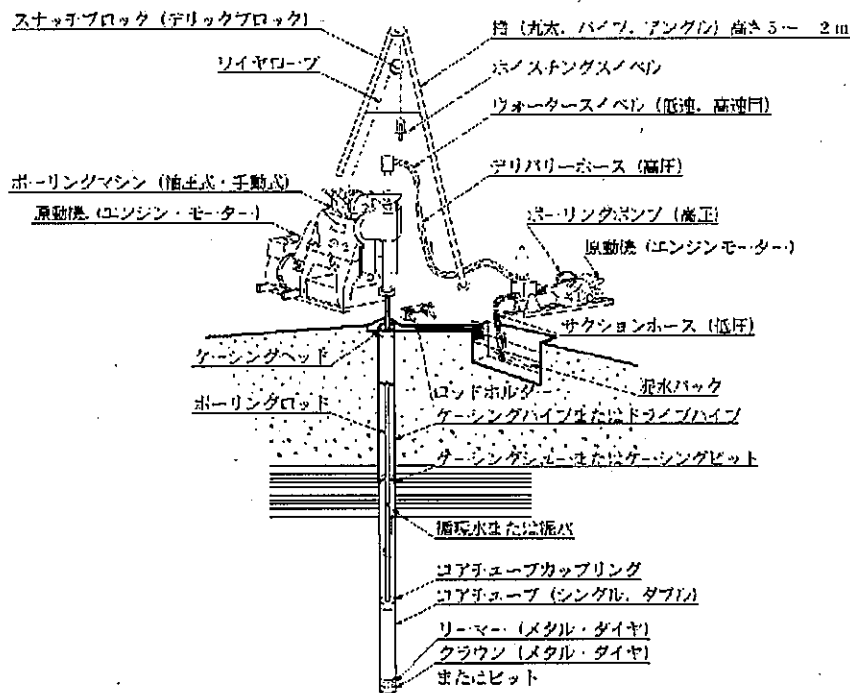 スナッチブロック (デリックブロック)
櫓 (丸太, パイプ, アングル) 高さ5～ 2m
ワイヤロープ
ホイスチングスイベル
ウォータースイベル (低速, 高速用)
デリバリーホース (高圧)
ボーリングマシン (油圧式・手動式)
原動機 (エンジン・モーター)
ボーリングポンプ (高圧)
原動機 (エンジンモーター)
サクションホース (低圧)
ケーシングヘッド
泥水バック
ロッドホルダー
ボーリングロッド
ケーシングパイプまたはドライブパイプ
ケーシングシューまたはケーシングビット
循環水または泥水
コアチューブカップリング
コアチューブ (シングル, ダブル)
リーマー (メタル・ダイヤ)
クラウン (メタル・ダイヤ)
またはビット